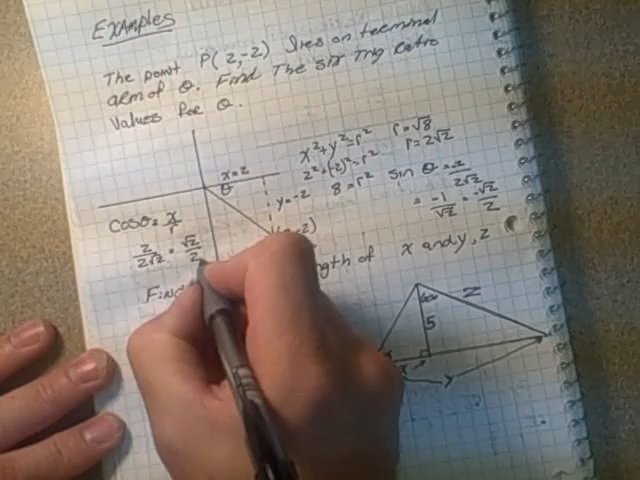 EXAMPLES
The point P(2,-2) lies on terminal
arm of θ. Find The six Trig Ratio
Values for θ.
x=2
θ
y=-2
-2)
x²+y²=r²
2²+(-2)²=r²
8=r²
r=√8
r=2√2
sin θ = -2/2√2
= -1/√2 = -√2/2
cosθ = x/r
2/2√2 = √2/2
Find
ngth of x and y, z
60°
z
5
x
y